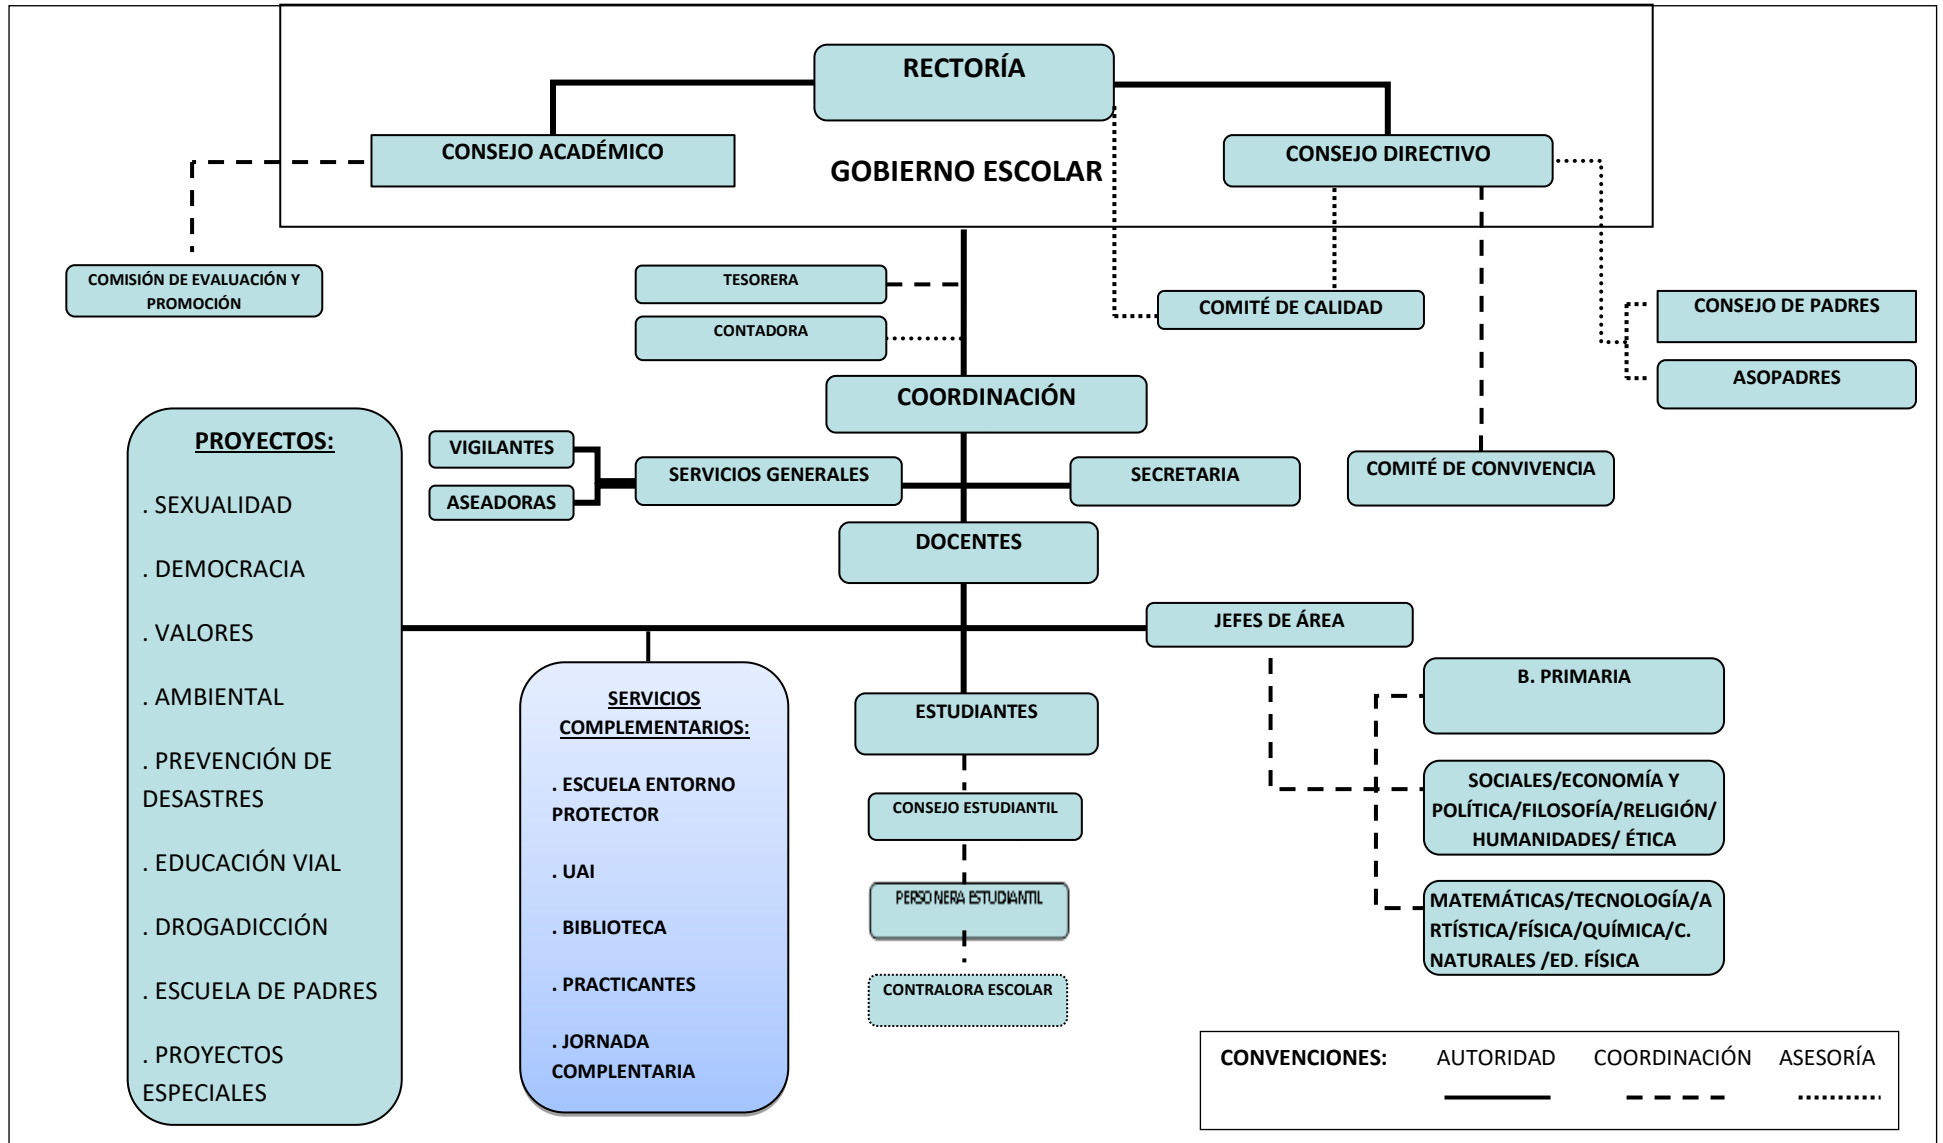 RECTORÍA
CONSEJO ACADÉMICO
CONSEJO DIRECTIVO
GOBIERNO ESCOLAR
COMISIÓN DE EVALUACIÓN Y
PROMOCIÓN
TESORERA
CONTADORA
COMITÉ DE CALIDAD
CONSEJO DE PADRES
ASOPADRES
COORDINACIÓN
VIGILANTES
ASEADORAS
SERVICIOS GENERALES
SECRETARIA
COMITÉ DE CONVIVENCIA
DOCENTES
PROYECTOS:
. SEXUALIDAD
. DEMOCRACIA
. VALORES
. AMBIENTAL
. PREVENCIÓN DE
DESASTRES
. EDUCACIÓN VIAL
. DROGADICCIÓN
. ESCUELA DE PADRES
. PROYECTOS
ESPECIALES
SERVICIOS
COMPLEMENTARIOS:
. ESCUELA ENTORNO
PROTECTOR
. UAI
. BIBLIOTECA
. PRACTICANTES
. JORNADA
COMPLENTARIA
ESTUDIANTES
CONSEJO ESTUDIANTIL
PERSONERA ESTUDIANTIL
CONTRALORA ESCOLAR
JEFES DE ÁREA
B. PRIMARIA
SOCIALES/ECONOMÍA Y
POLÍTICA/FILOSOFÍA/RELIGIÓN/
HUMANIDADES/ ÉTICA
MATEMÁTICAS/TECNOLOGÍA/A
RTÍSTICA/FÍSICA/QUÍMICA/C.
NATURALES /ED. FÍSICA
CONVENCIONES: AUTORIDAD COORDINACIÓN ASESORÍA